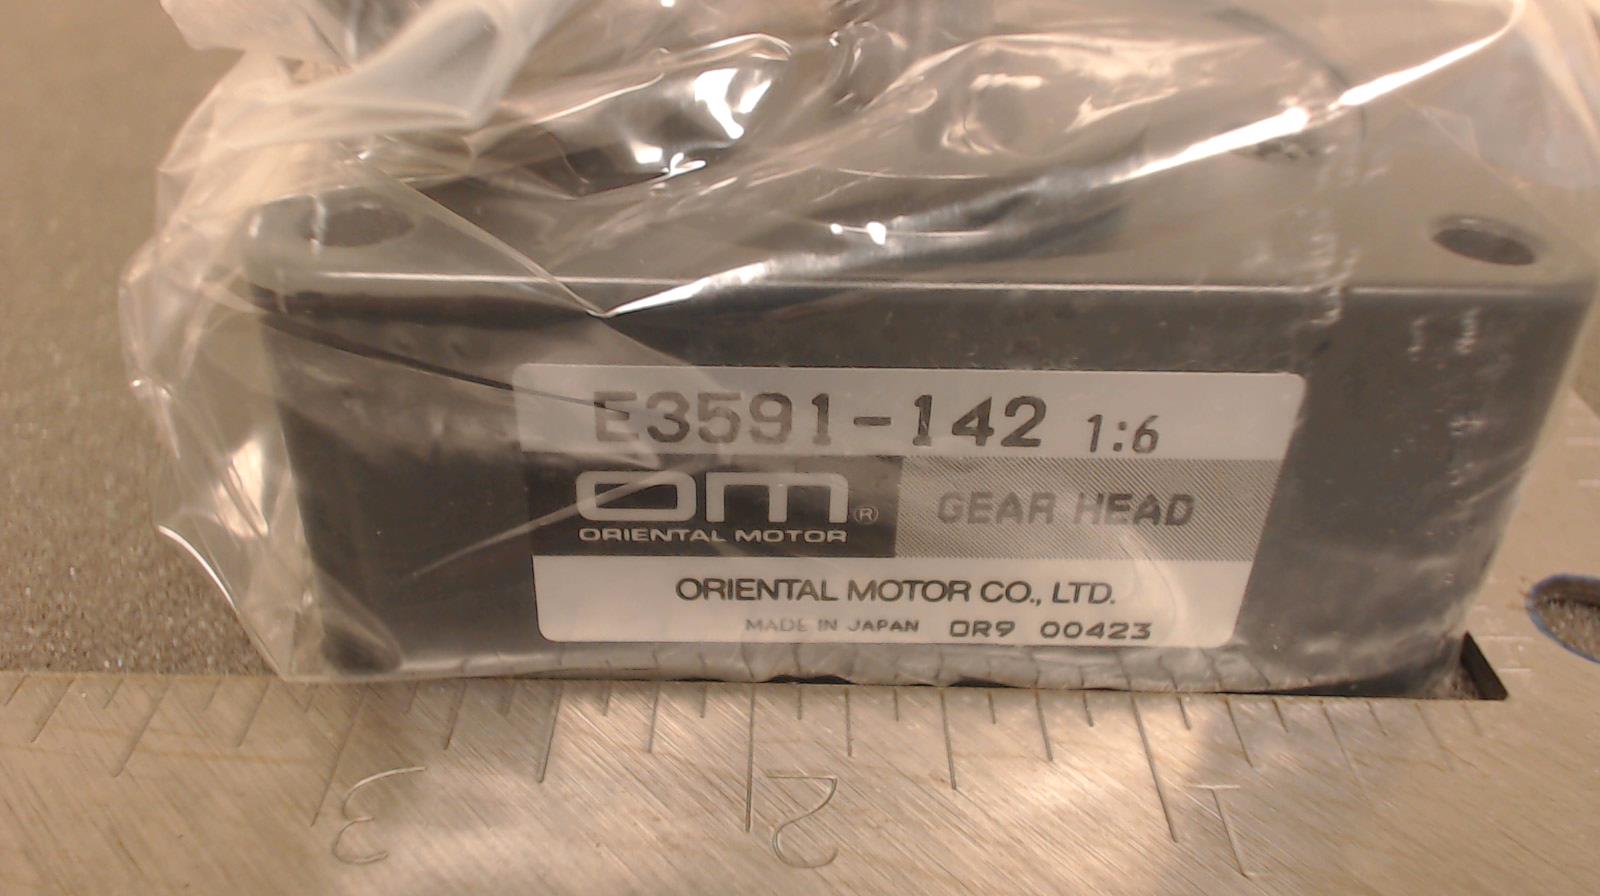 E3591-142 1:6
om®
ORIENTAL MOTOR
GEAR HEAD
ORIENTAL MOTOR CO., LTD.
MADE IN JAPAN 0R9 00423
3 2 1